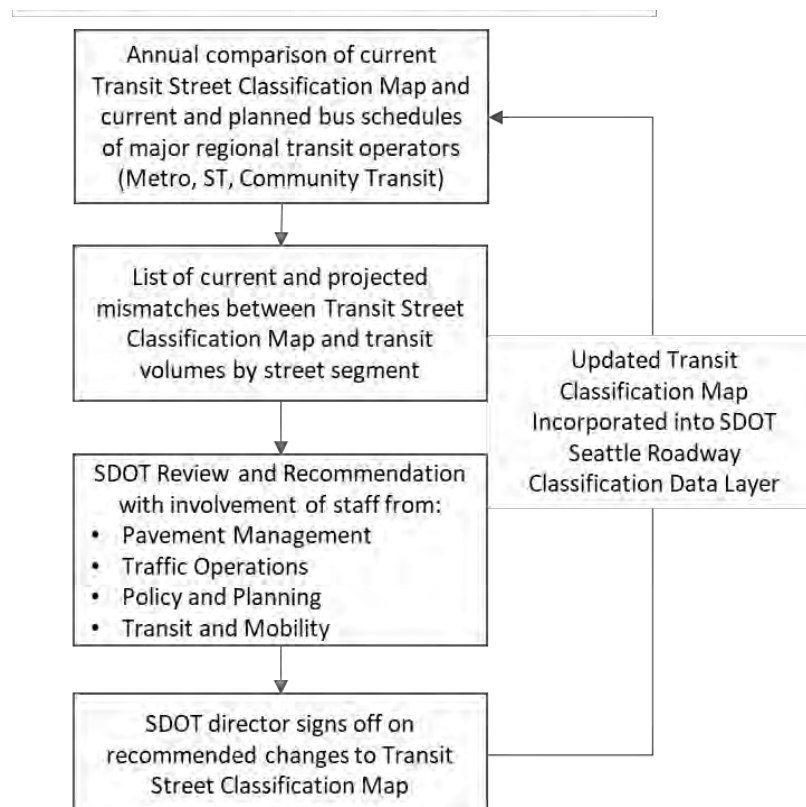 Annual comparison of current
Transit Street Classification Map and
current and planned bus schedules
of major regional transit operators
(Metro, ST, Community Transit)
List of current and projected
mismatches between Transit Street
Classification Map and transit
volumes by street segment
SDOT Review and Recommendation
with involvement of staff from:
• Pavement Management
• Traffic Operations
• Policy and Planning
• Transit and Mobility
SDOT director signs off on
recommended changes to Transit
Street Classification Map
Updated Transit
Classification Map
Incorporated into SDOT
Seattle Roadway
Classification Data Layer